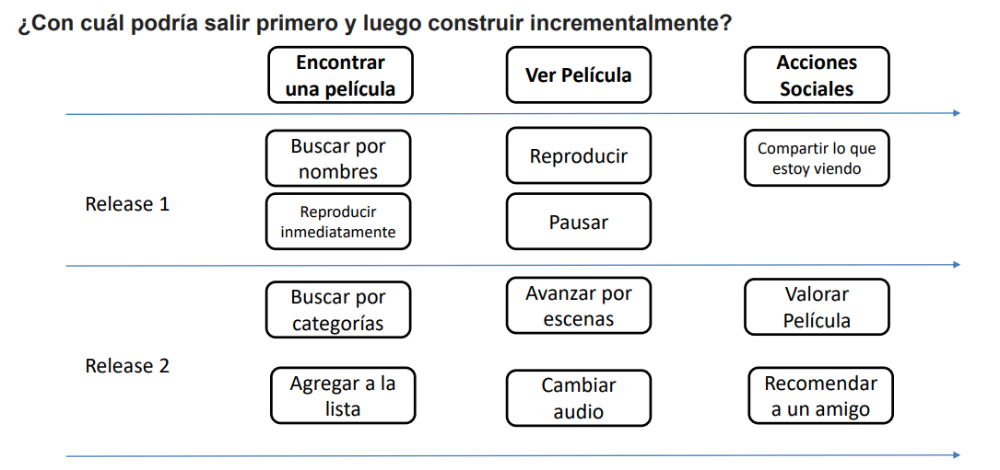 ¿Con cuál podría salir primero y luego construir incrementalmente?
Encontrar
una película
Ver Película
Acciones
Sociales
Release 1
Buscar por
nombres
Reproducir
inmediatamente
Reproducir
Pausar
Compartir lo que
estoy viendo
Release 2
Buscar por
categorías
Agregar a la
lista
Avanzar por
escenas
Cambiar
audio
Valorar
Película
Recomendar
a un amigo